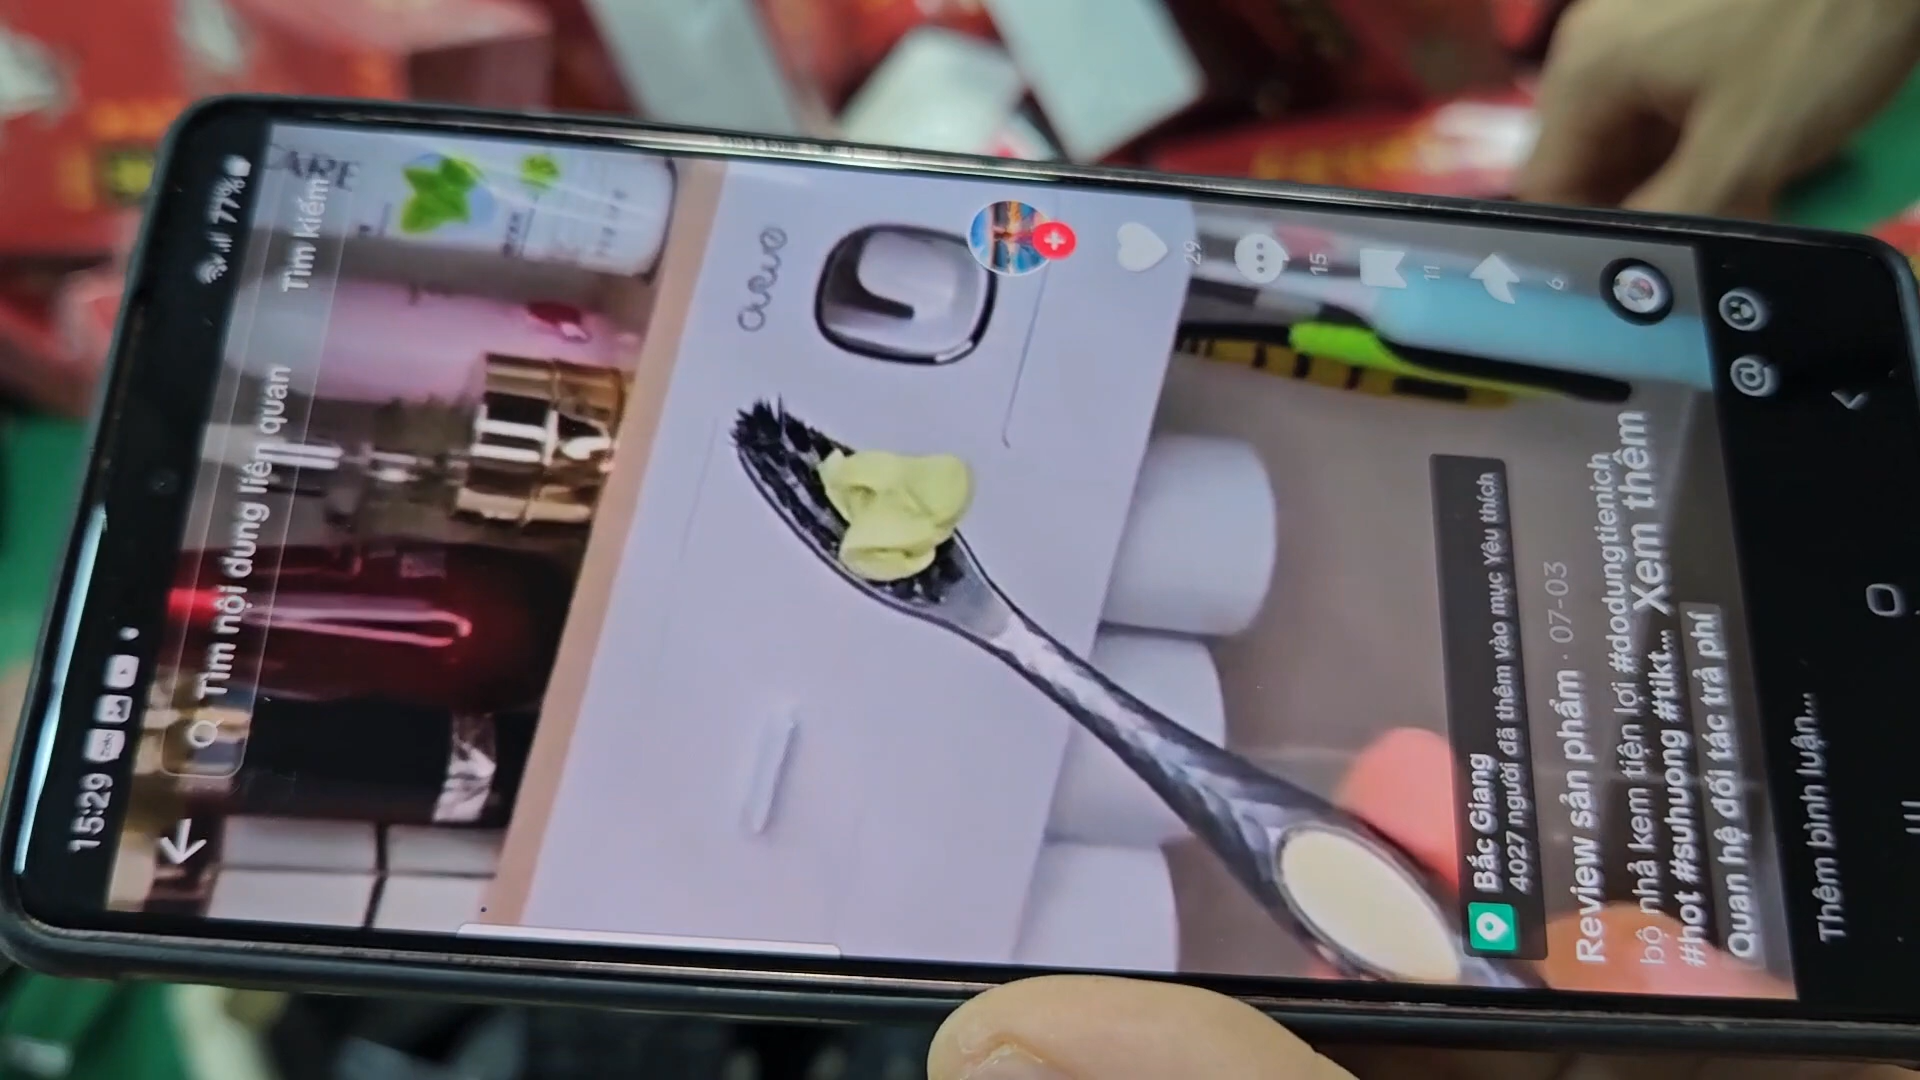 15:29
77%
Tìm nội dung liên quan
Tìm kiếm
CARE
oewe
29
15
11
6
Bắc Giang
4027 người đã thêm vào mục Yêu thích
Review sản phẩm · 07-03
bộ nhả kem tiện lợi #dodungtienich
#hot #suhuong #tikt... Xem thêm
Quan hệ đối tác trả phí
Thêm bình luận...
@